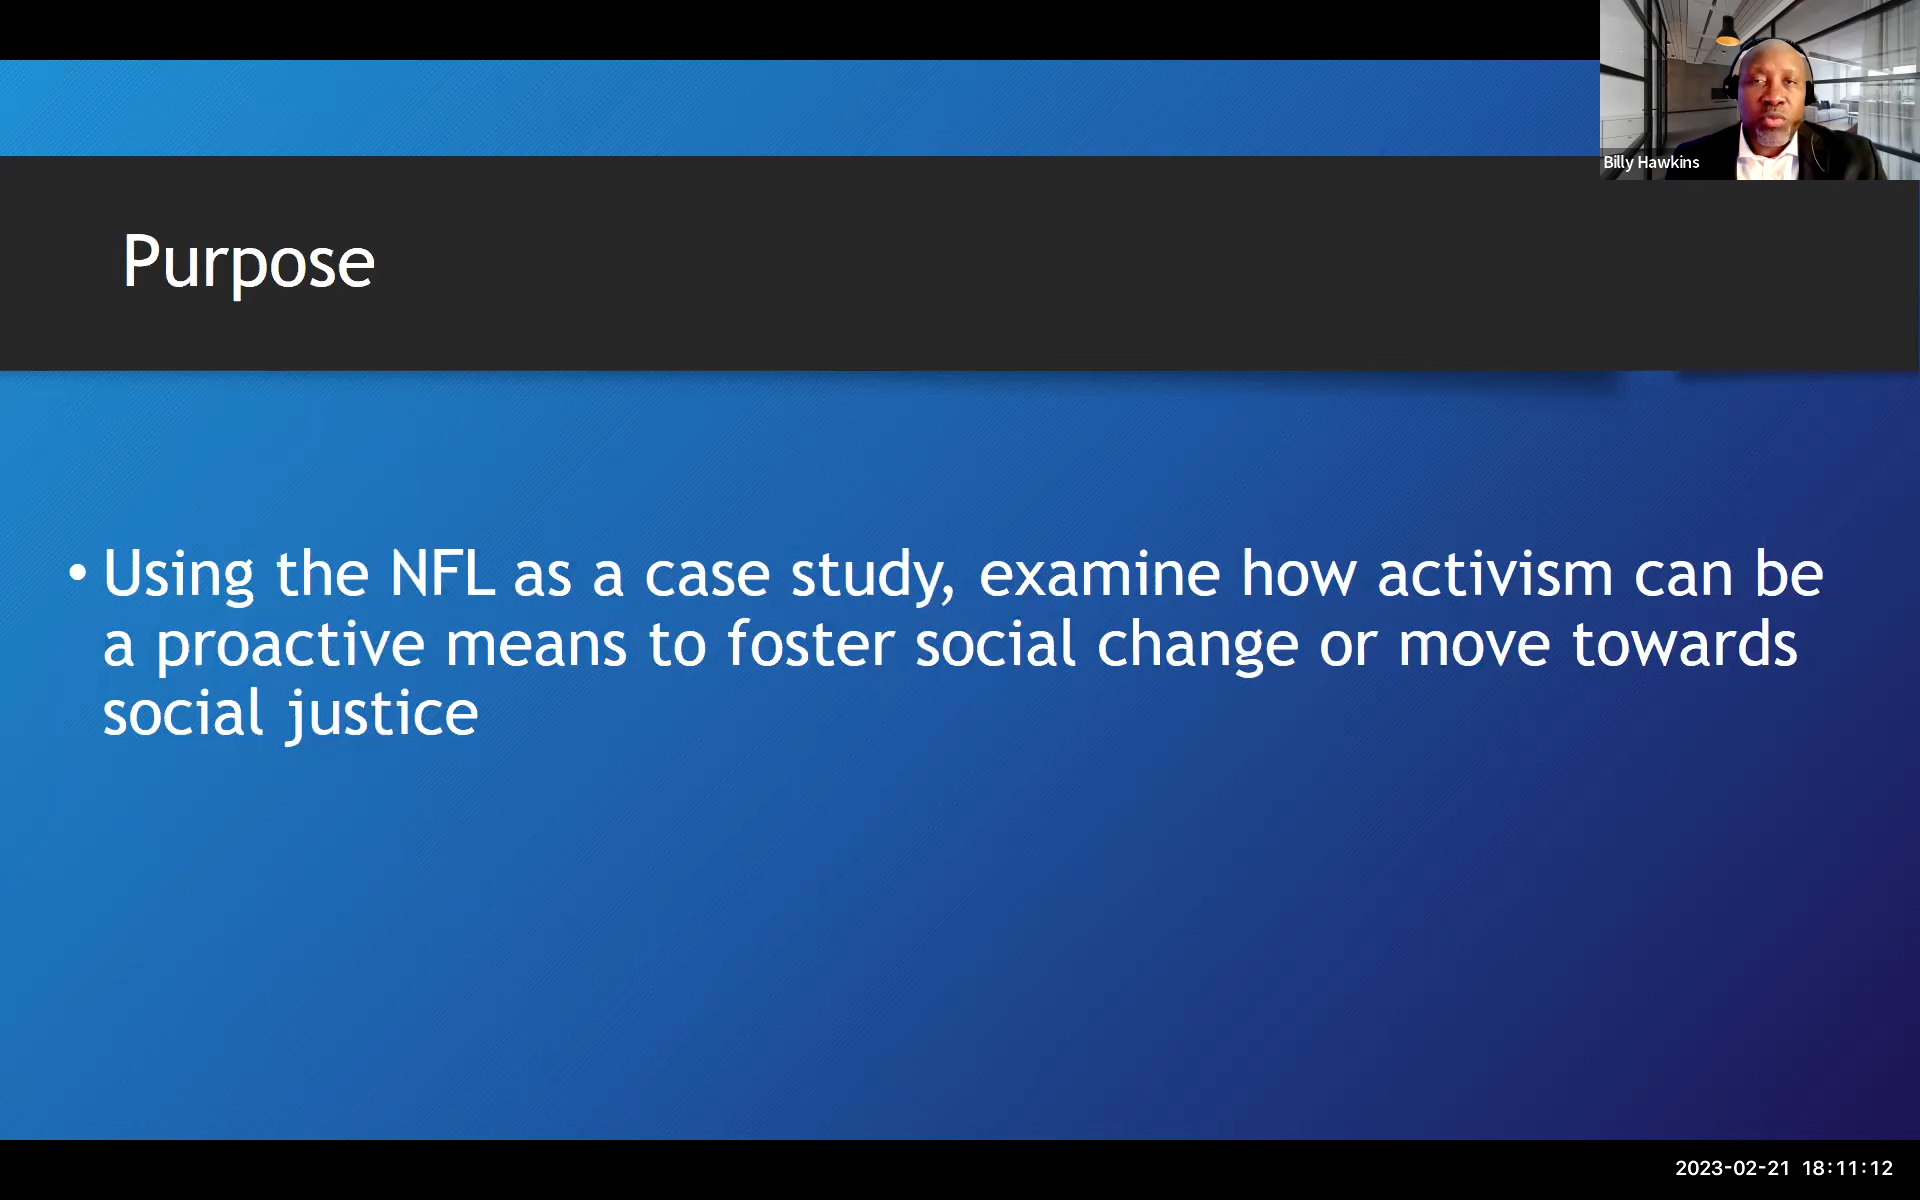 Billy Hawkins
Purpose
• Using the NFL as a case study, examine how activism can be
a proactive means to foster social change or move towards
social justice
2023-02-21 18:11:12